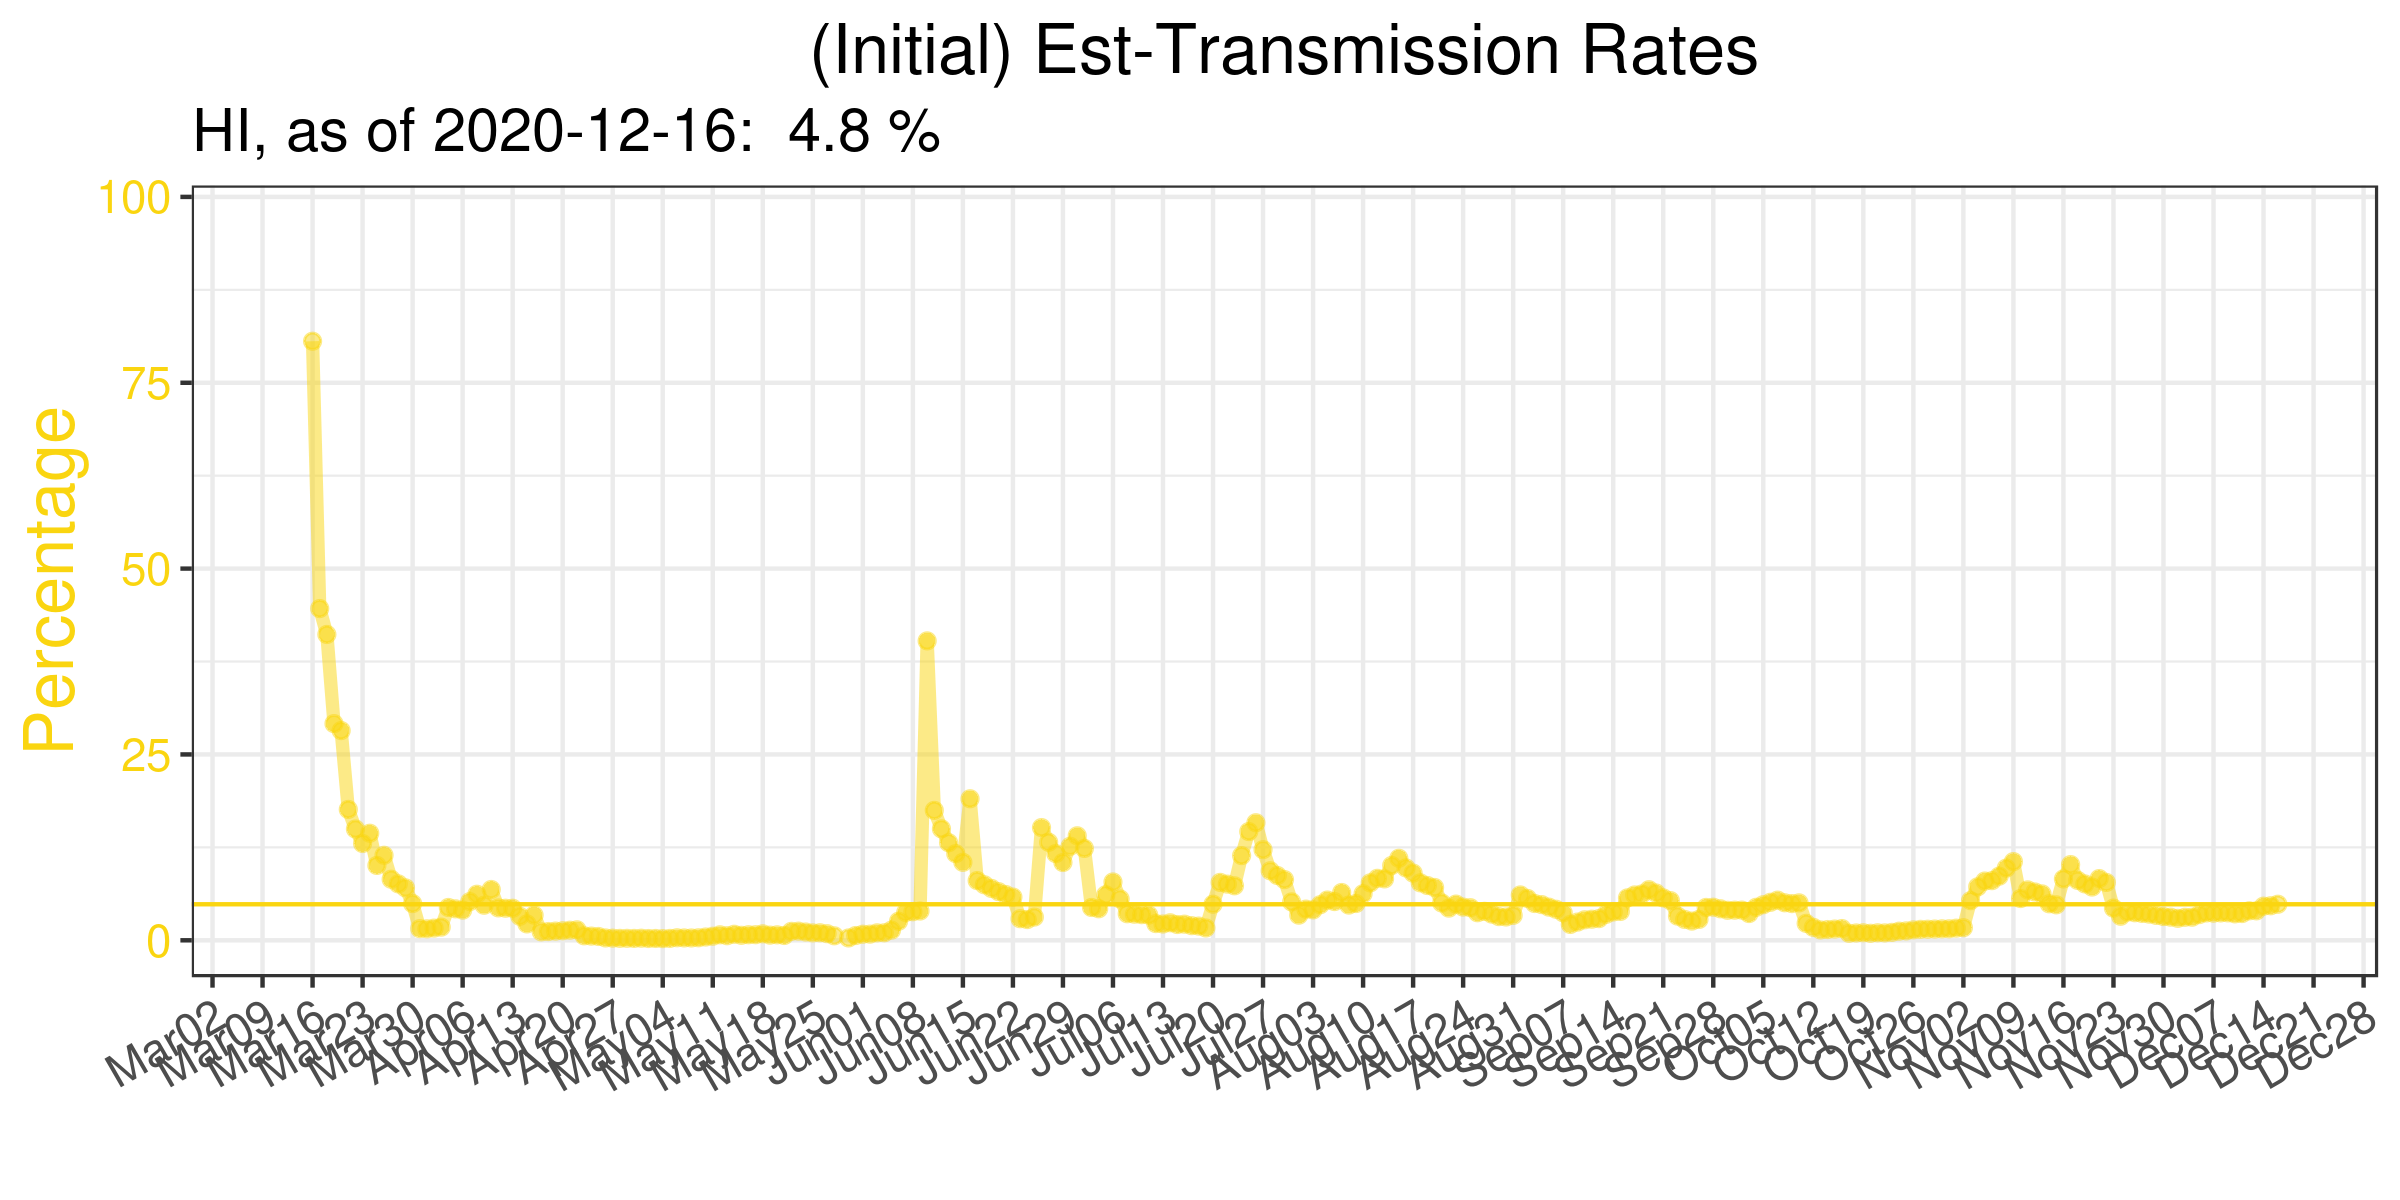 (Initial) Est-Transmission Rates
HI, as of 2020-12-16:  4.8 %
Percentage
100
75
50
25
0
Mar02
Mar09
Mar16
Mar23
Mar30
Apr06
Apr13
Apr20
Apr27
May04
May11
May18
May25
Jun01
Jun08
Jun15
Jun22
Jun29
Jul06
Jul13
Jul20
Jul27
Aug03
Aug10
Aug17
Aug24
Aug31
Sep07
Sep14
Sep21
Sep28
Oct05
Oct12
Oct19
Oct26
Nov02
Nov09
Nov16
Nov23
Nov30
Dec07
Dec14
Dec21
Dec28